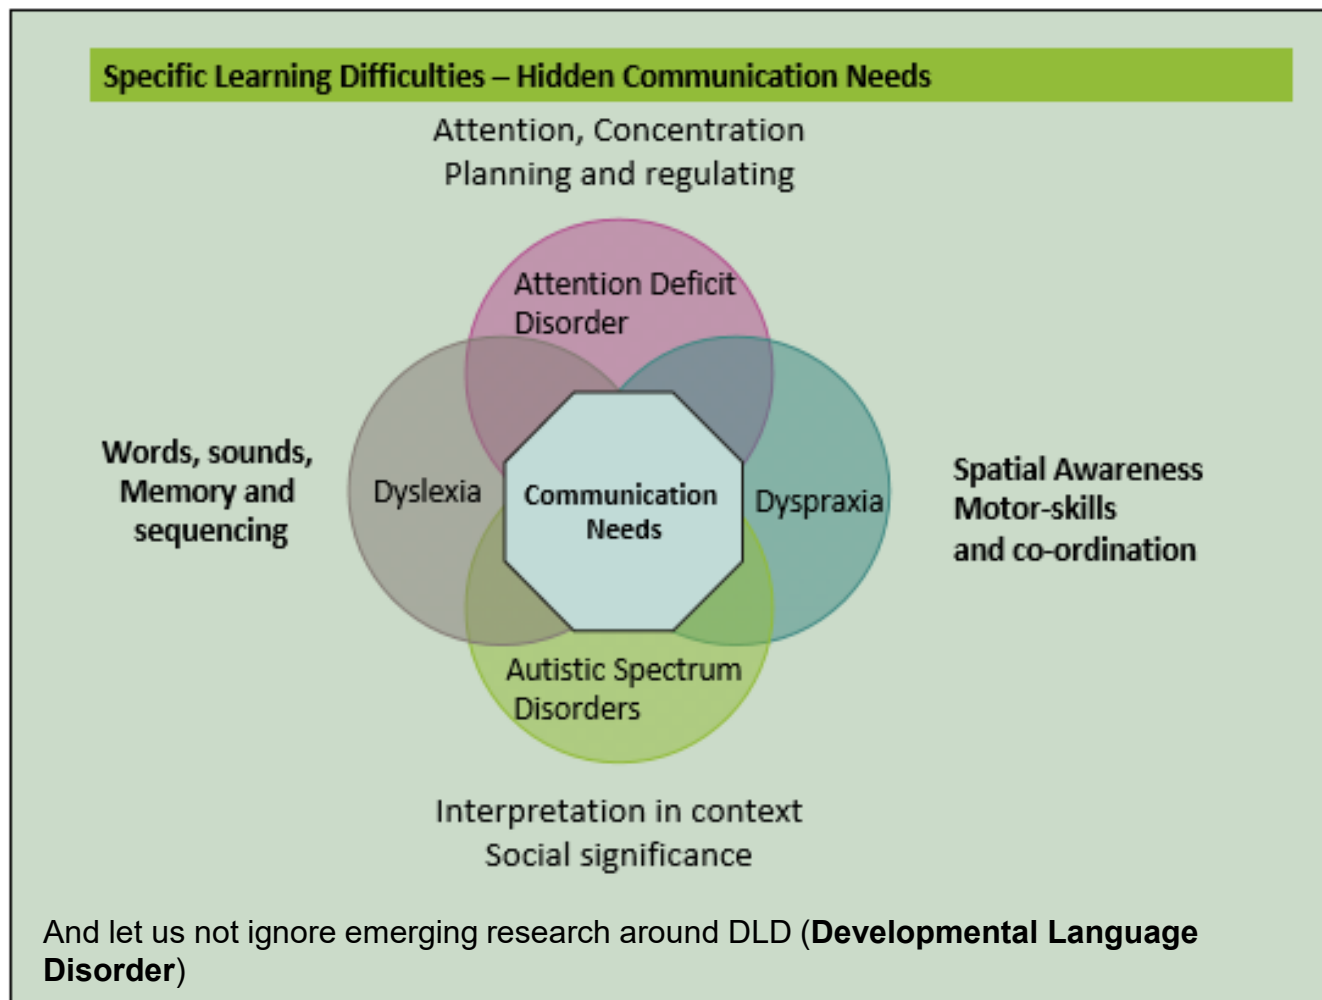 Specific Learning Difficulties – Hidden Communication Needs
Attention, Concentration
Planning and regulating
Attention Deficit
Disorder
Words, sounds,
Memory and
sequencing
Dyslexia
Communication
Needs
Dyspraxia
Spatial Awareness
Motor-skills
and co-ordination
Autistic Spectrum
Disorders
Interpretation in context
Social significance
And let us not ignore emerging research around DLD (Developmental Language
Disorder)